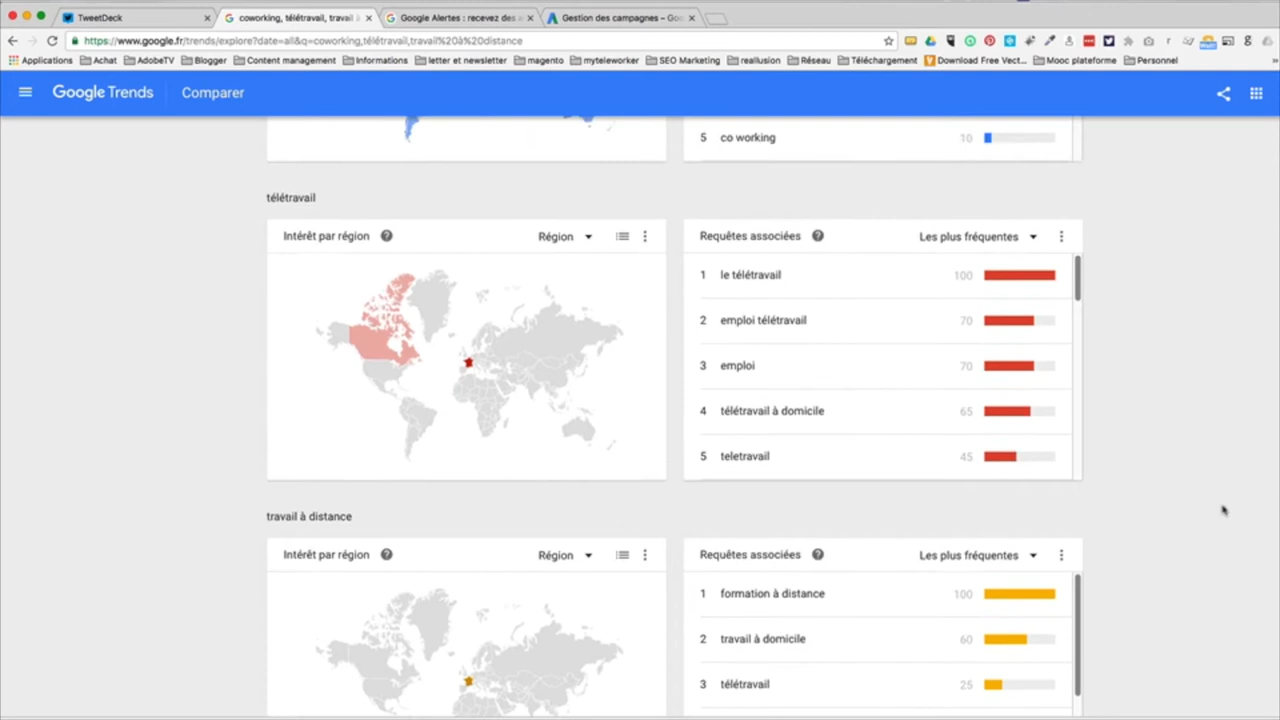 TweetDeck
coworking, télétravail, travail à
Google Alertes : recevez des a
Gestion des campagnes – Goo
https://www.google.fr/trends/explore?date=all&q=coworking,télétravail,travail%20à%20distance
Applications Achat AdobeTV Blogger Content management Informations letter et newsletter magento myteleworker SEO Marketing reallusion Réseau Téléchargement Download Free Vect... Mooc plateforme Personnel
Google Trends Comparer
5 co working 10
télétravail
Intérêt par région Région
Requêtes associées Les plus fréquentes
1 le télétravail 100
2 emploi télétravail 70
3 emploi 70
4 télétravail à domicile 65
5 teletravail 45
travail à distance
Intérêt par région Région
Requêtes associées Les plus fréquentes
1 formation à distance 100
2 travail à domicile 60
3 télétravail 25